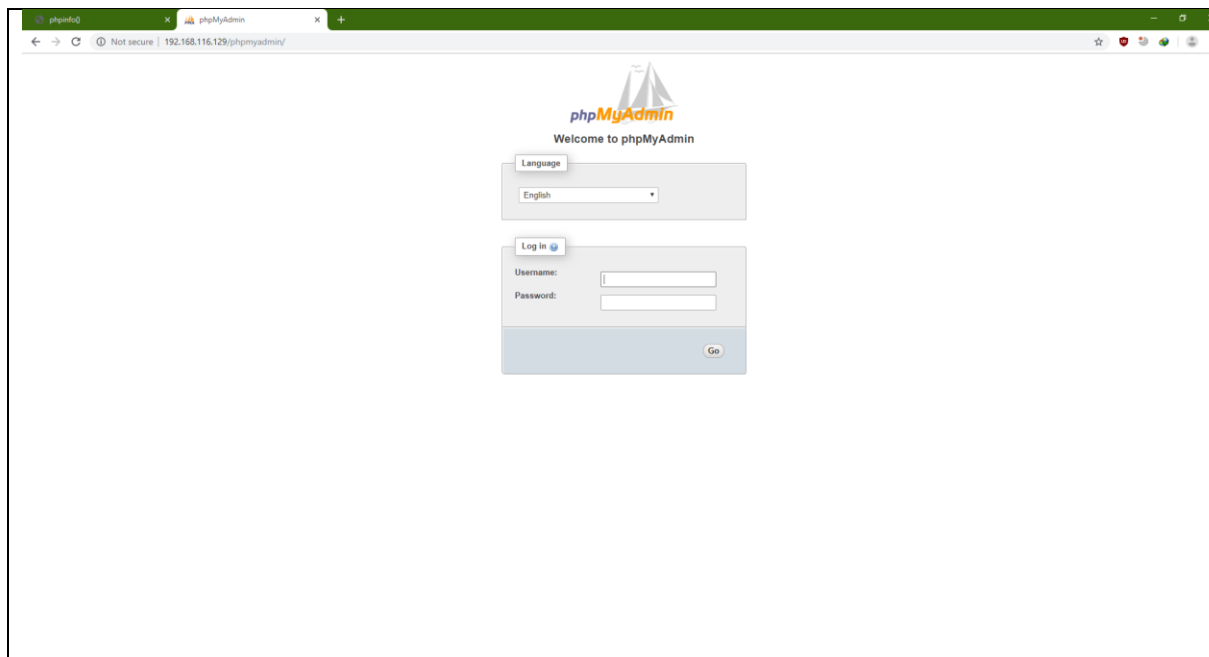 phpinfo()
phpMyAdmin
Not secure | 192.168.116.129/phpmyadmin/
phpMyAdmin
Welcome to phpMyAdmin
Language
English
Log in
Username:
Password:
Go